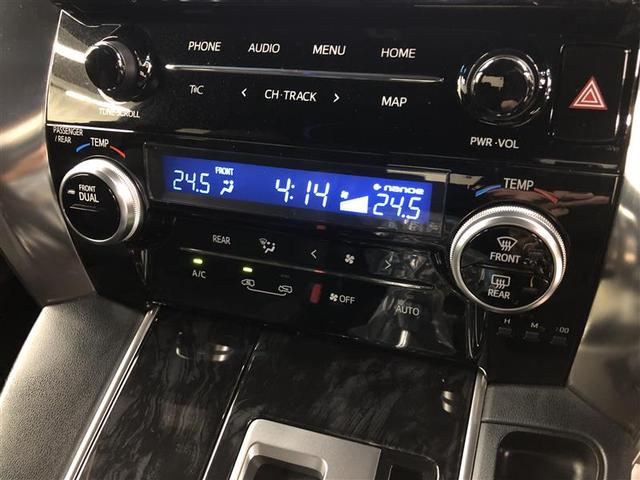 PHONE AUDIO MENU HOME
TUNE·SCROLL
T∧C CH·TRACK MAP
PWR·VOL
PASSENGER / REAR
TEMP
FRONT DUAL
24.5 FRONT 4:14 nanoe 24.5
TEMP
FRONT
REAR
REAR
A/C OFF AUTO
H M :00